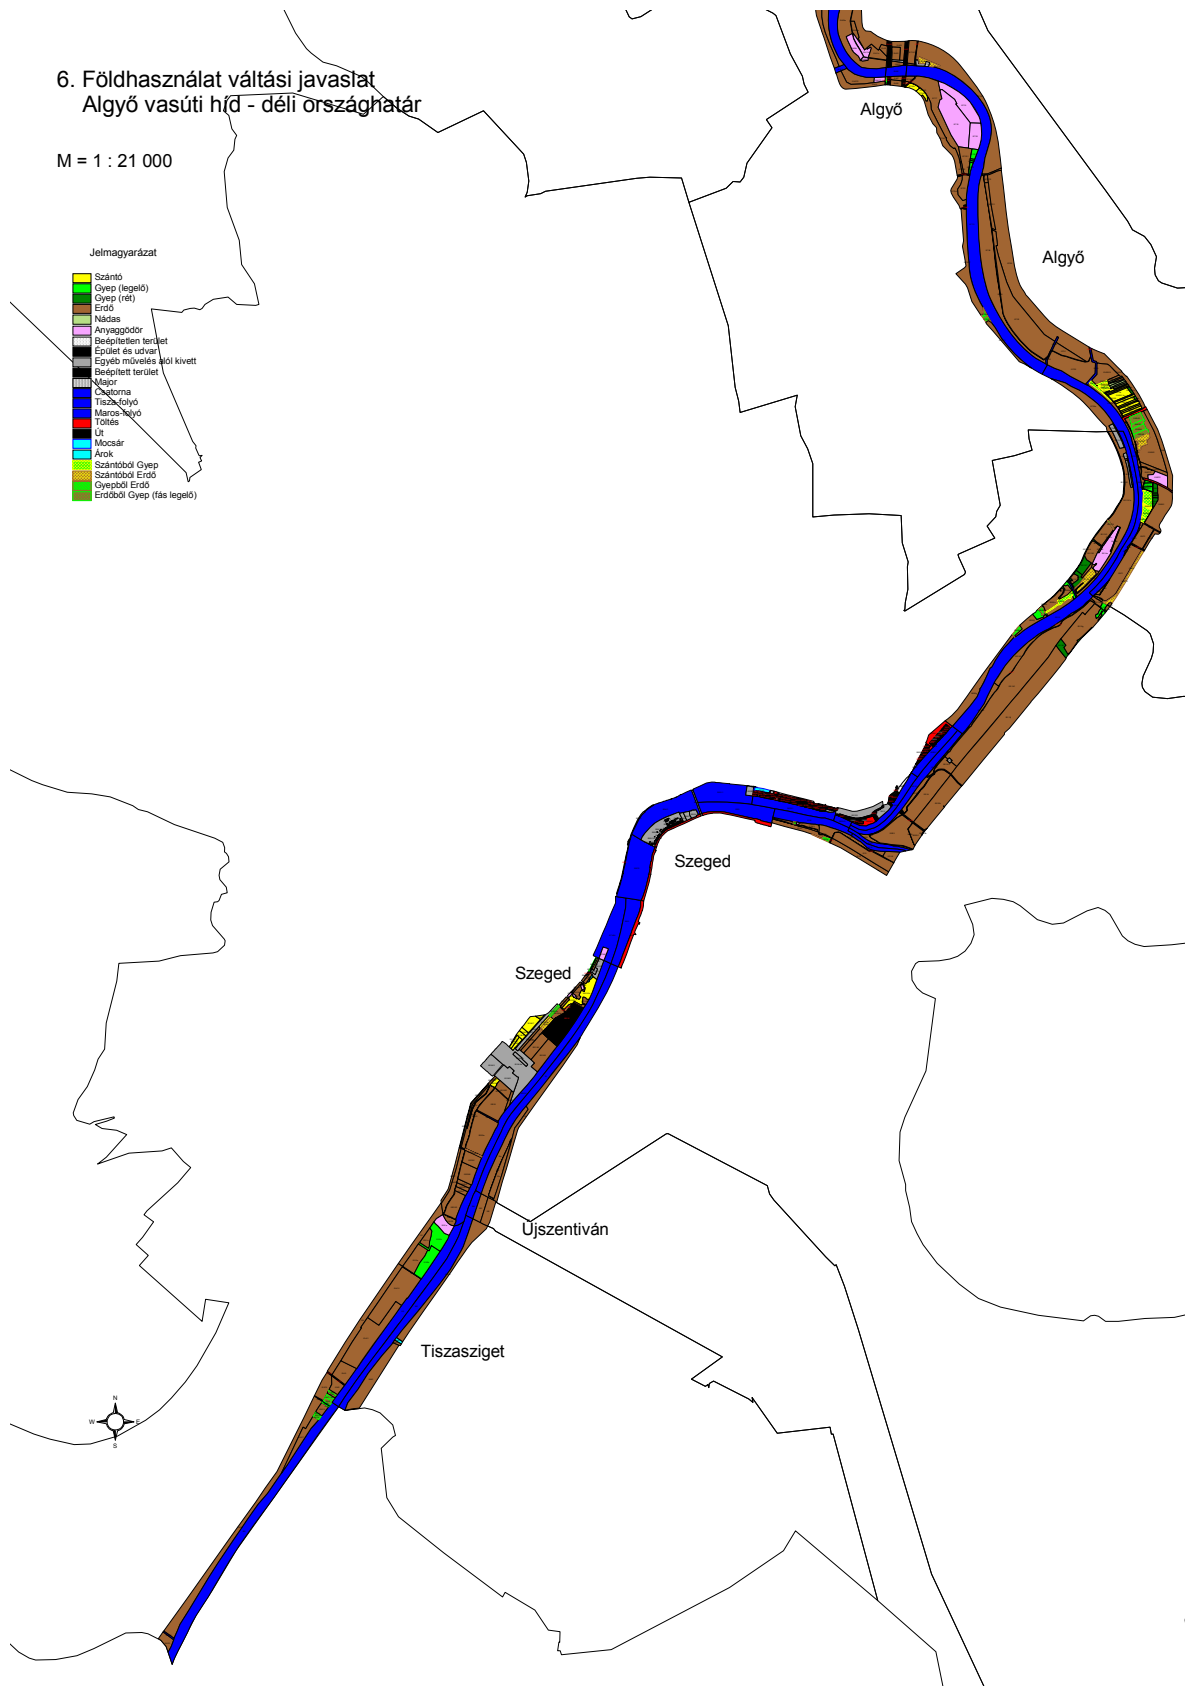 6. Földhasználat váltási javaslat
Algyő vasúti híd - déli országhatár
M = 1 : 21 000
Jelmagyarázat
Szántó
Gyep (legelő)
Gyep (rét)
Erdő
Nádas
Anyaggödör
Beépítetlen terület
Épület és udvar
Egyéb művelés alól kivett
Beépített terület
Major
Csatorna
Tisza-folyó
Maros-folyó
Töltés
Út
Mocsár
Árok
Szántóból Gyep
Szántóból Erdő
Gyepből Erdő
Erdőből Gyep (fás legelő)
Algyő
Algyő
Szeged
Szeged
Újszentiván
Tiszasziget
N
W E
S